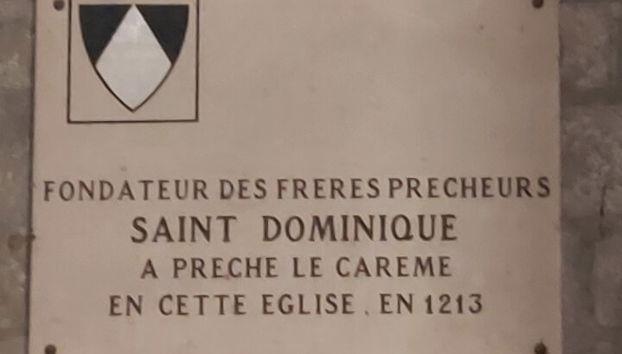 FONDATEUR DES FRERES PRECHEURS
SAINT DOMINIQUE
A PRECHE LE CAREME
EN CETTE EGLISE, EN 1213